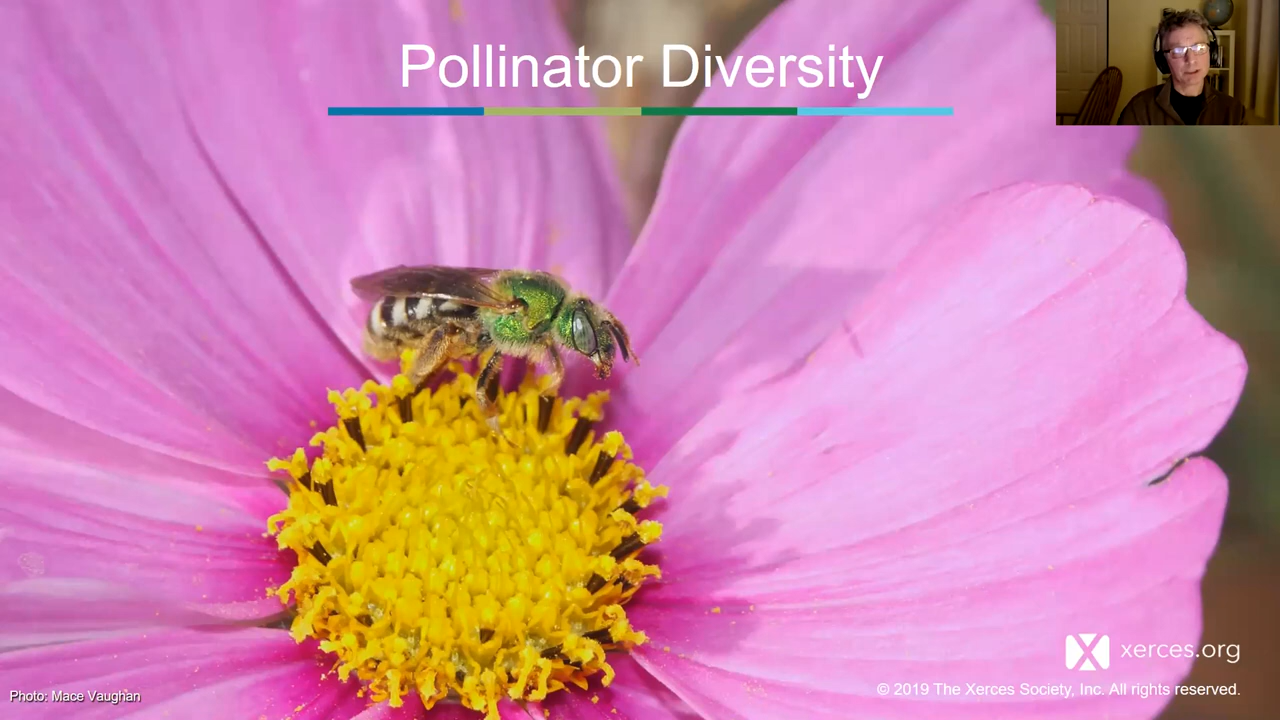 Pollinator Diversity
xerces.org
Photo: Mace Vaughan
© 2019 The Xerces Society, Inc. All rights reserved.